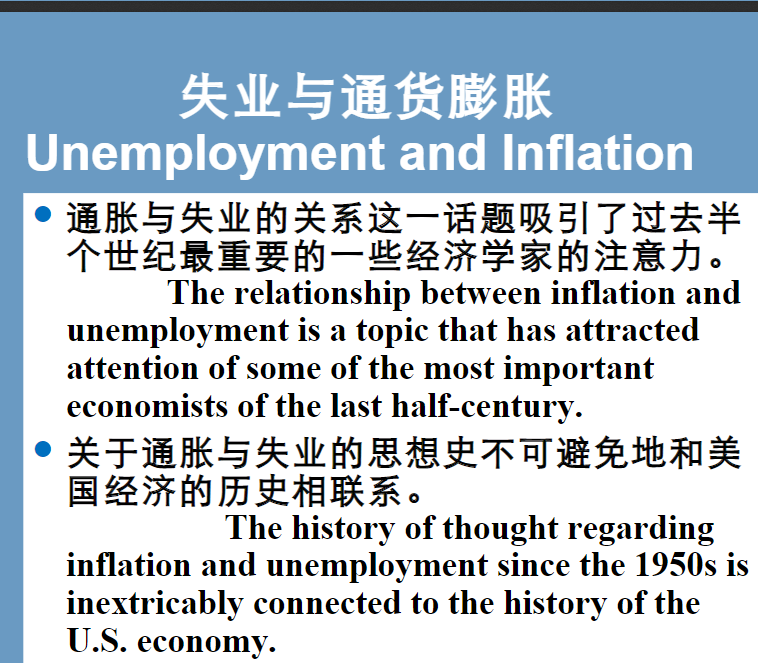 失业与通货膨胀
Unemployment and Inflation
通胀与失业的关系这一话题吸引了过去半
个世纪最重要的一些经济学家的注意力。
The relationship between inflation and
unemployment is a topic that has attracted
attention of some of the most important
economists of the last half-century.
关于通胀与失业的思想史不可避免地和美
国经济的历史相联系。
The history of thought regarding
inflation and unemployment since the 1950s is
inextricably connected to the history of the
U.S. economy.